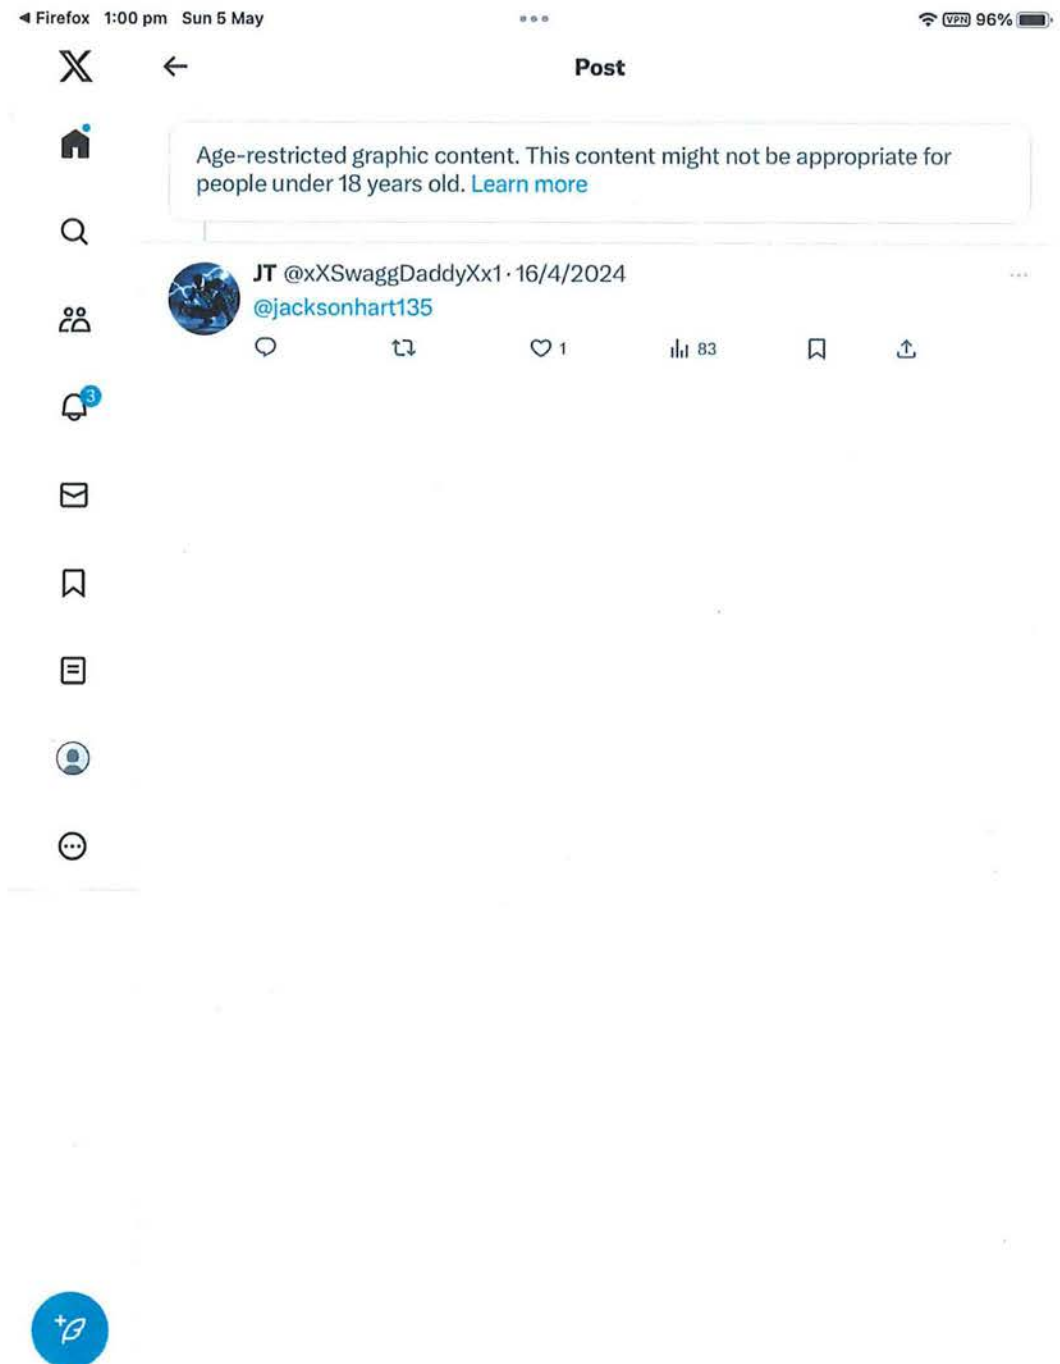 Firefox 1:00 pm Sun 5 May
VPN 96%
X
Post
Age-restricted graphic content. This content might not be appropriate for
people under 18 years old. Learn more
JT @xXSwaggDaddyXx1 · 16/4/2024
@jacksonhart135
1
83
3